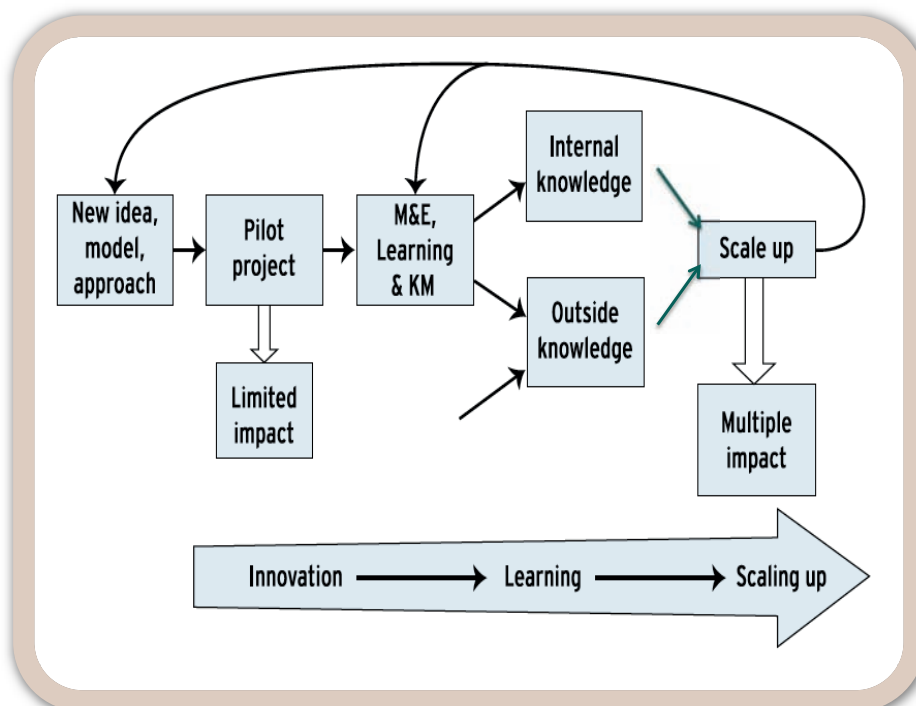 New idea,
model,
approach
Pilot
project
M&E,
Learning
& KM
Internal
knowledge
Outside
knowledge
Scale up
Limited
impact
Multiple
impact
Innovation
Learning
Scaling up